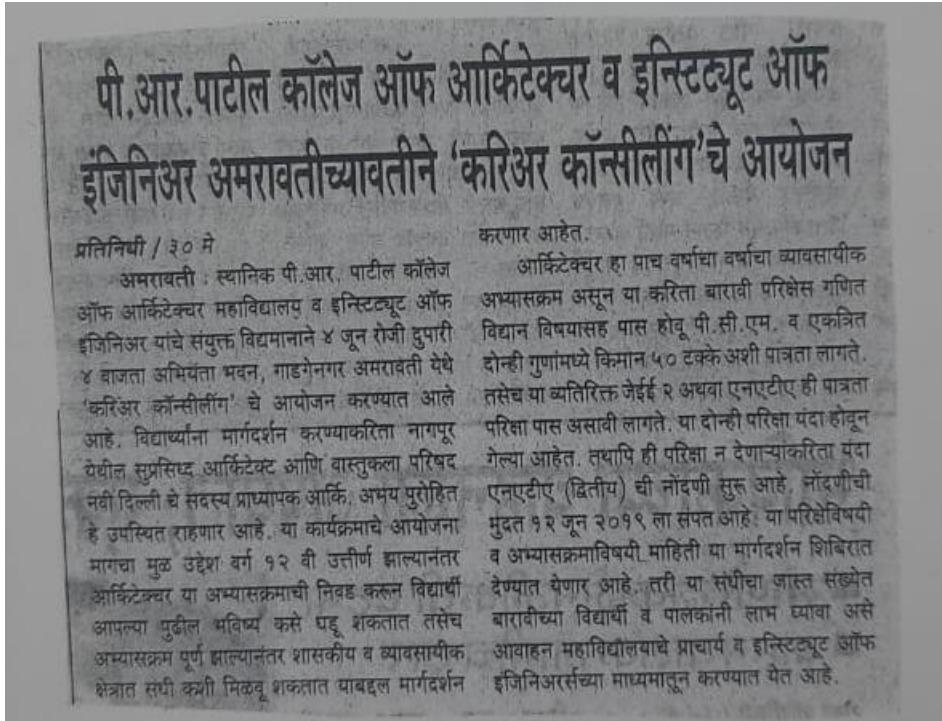 पी.आर.पाटील कॉलेज ऑफ आर्किटेक्चर व इन्स्टिट्यूट ऑफ
इंजिनिअर अमरावतीच्यावतीने ‘करिअर कॉन्सीलींग’चे आयोजन
प्रतिनिधी / ३० मे
अमरावती : स्थानिक पी.आर. पाटील कॉलेज
ऑफ आर्किटेक्चर महाविद्यालय व इन्स्टिट्यूट ऑफ
इंजिनिअर यांचे संयुक्त विद्यमानाने ४ जून रोजी दुपारी
४ वाजता अभियंता भवन, गाडगेनगर अमरावती येथे
‘करिअर कॉन्सीलींग’ चे आयोजन करण्यात आले
आहे. विद्यार्थ्यांना मार्गदर्शन करण्याकरिता नागपूर
येथील सुप्रसिध्द आर्किटेक्ट आणि वास्तुकला परिषद
नवी दिल्ली चे सदस्य प्राध्यापक आर्कि. अभय पुरोहित
हे उपस्थित राहणार आहे. या कार्यक्रमाचे आयोजना
मागचा मुळ उद्देश वर्ग १२ वी उत्तीर्ण झाल्यानंतर
आर्किटेक्चर या अभ्यासक्रमाची निवड करून विद्यार्थी
आपल्या पुढील भविष्य कसे घडू शकतात तसेच
अभ्यासक्रम पूर्ण झाल्यानंतर शासकीय व व्यावसायीक
क्षेत्रात संधी कशी मिळवू शकतात याबद्दल मार्गदर्शन
करणार आहेत.
आर्किटेक्चर हा पाच वर्षाचा वर्षाचा व्यावसायीक
अभ्यासक्रम असून या करिता बारावी परिक्षेस गणित
विद्यान विषयासह पास होवू पी.सी.एम. व एकत्रित
दोन्ही गुणांमध्ये किमान ५० टक्के अशी पात्रता लागते.
तसेच या व्यतिरिक्त जेईई २ अथवा एनएटीए ही पात्रता
परिक्षा पास असावी लागते. या दोन्ही परिक्षा यंदा होवून
गेल्या आहेत. तथापि ही परिक्षा न देणाऱ्याकरिता यंदा
एनएटीए (द्वितीय) ची नोंदणी सुरू आहे. नोंदणीची
मुदत १२ जून २०१९ ला संपत आहे. या परिक्षेविषयी
व अभ्यासक्रमाविषयी माहिती या मार्गदर्शन शिबिरात
देण्यात येणार आहे. तरी या संधीचा जास्त संख्येत
बारावीच्या विद्यार्थी व पालकांनी लाभ घ्यावा असे
आवाहन महाविद्यालयाचे प्राचार्य व इन्स्टिट्यूट ऑफ
इंजिनिअर्सच्या माध्यमातून करण्यात येत आहे.